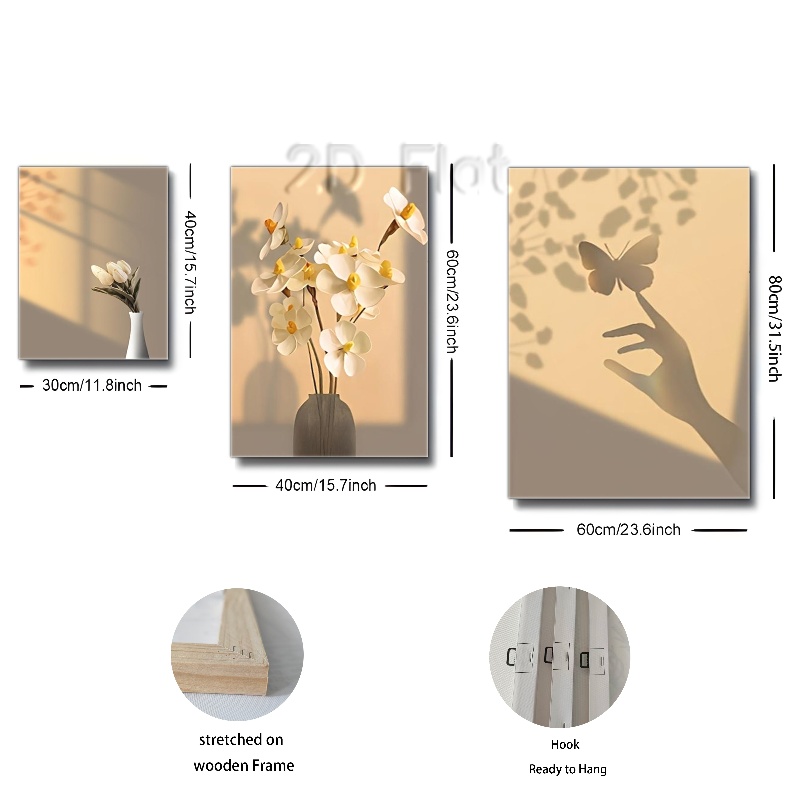 2D Flat
40cm/15.7inch
30cm/11.8inch
60cm/23.6inch
40cm/15.7inch
80cm/31.5inch
60cm/23.6inch
stretched on
wooden Frame
Hook
Ready to Hang